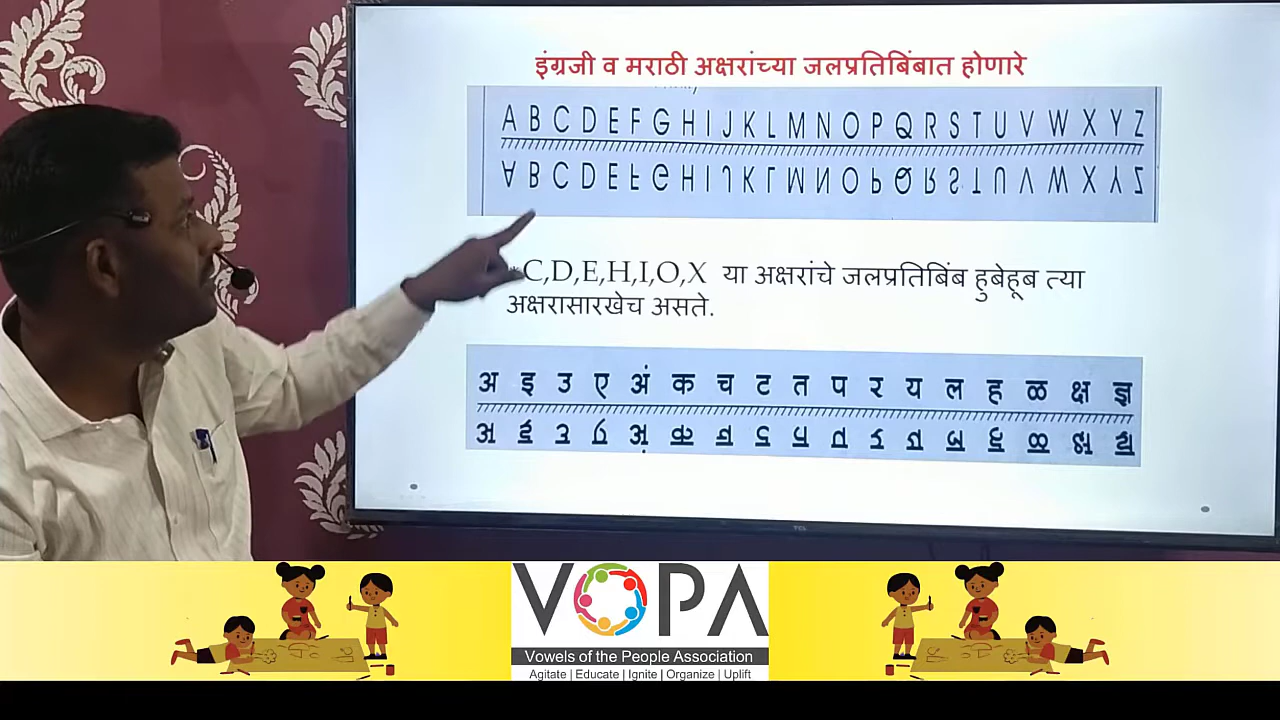 इंग्रजी व मराठी अक्षरांच्या जलप्रतिबिंबात होणारे
A B C D E F G H I J K L M N O P Q R S T U V W X Y Z
*C,D,E,H,I,O,X या अक्षरांचे जलप्रतिबिंब हुबेहूब त्या
अक्षरासारखेच असते.
अ इ उ ए अं क च ट त प र य ल ह ळ क्ष ज्ञ
TCL
VOPA
Vowels of the People Association
Agitate | Educate | Ignite | Organize | Uplift